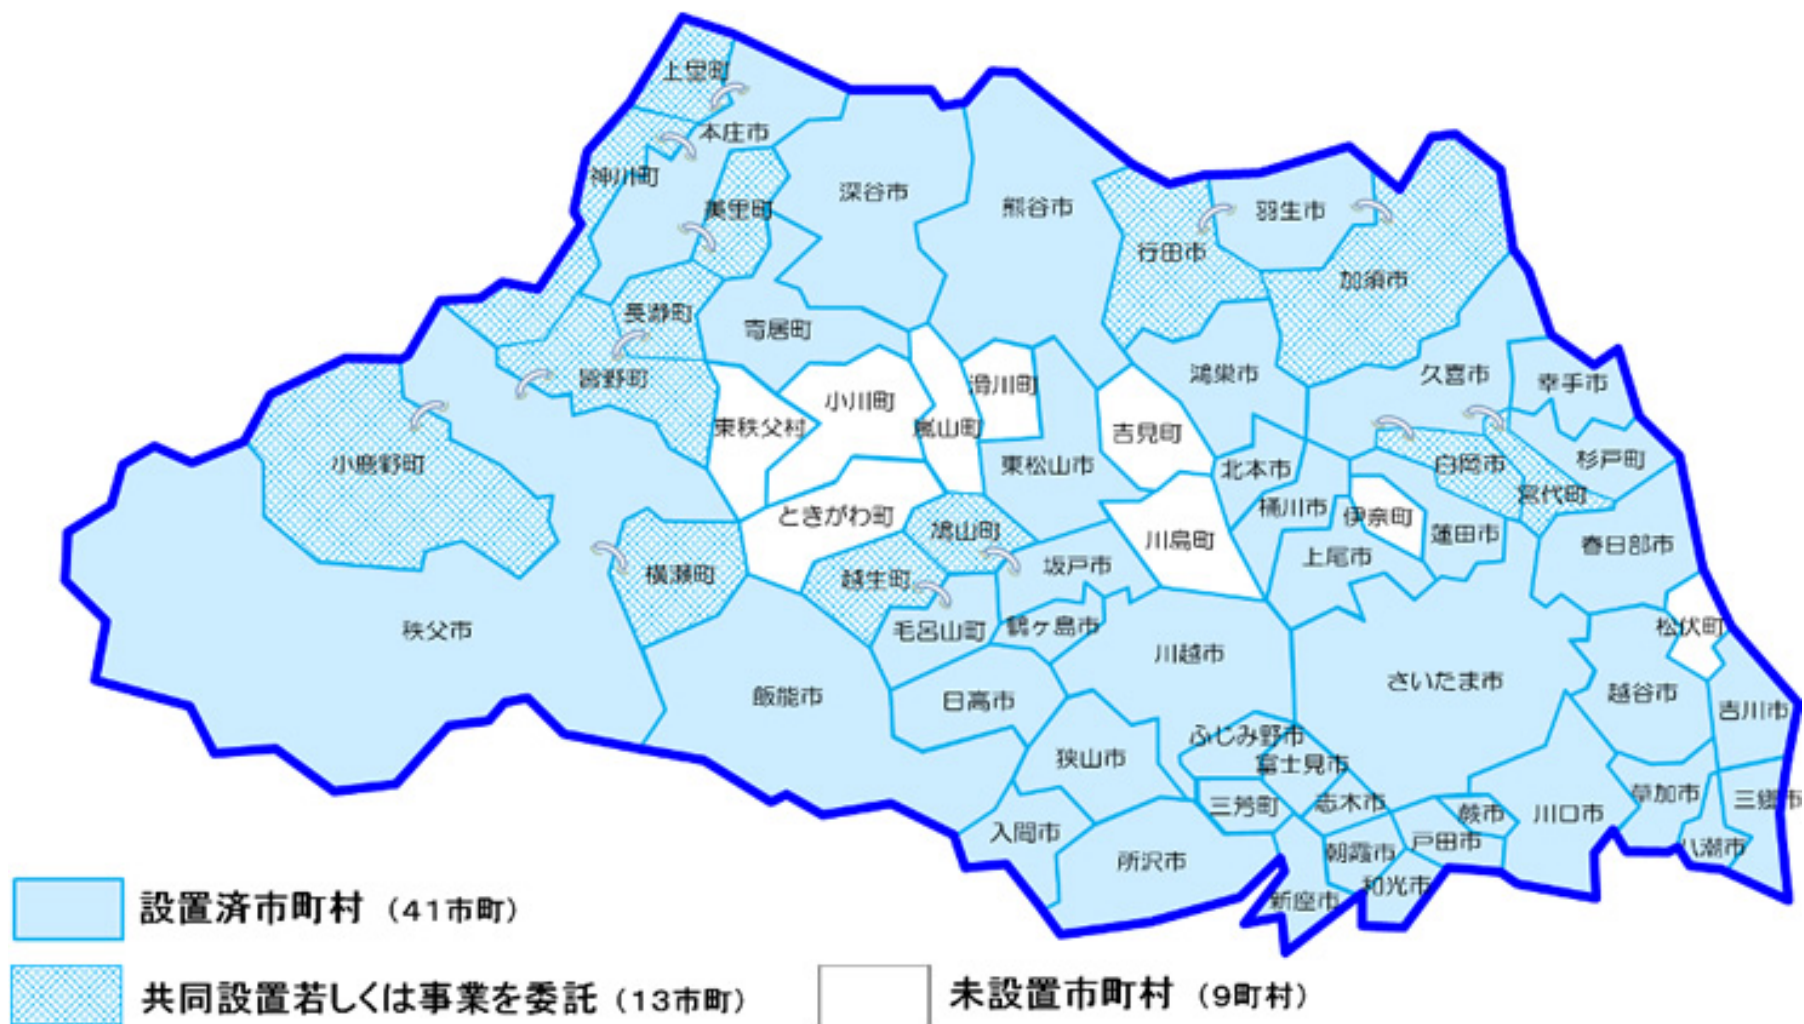 上里町
本庄市
神川町
美里町
深谷市
熊谷市
行田市
羽生市
加須市
長瀞町
寄居町
皆野町
小川町
滑川町
嵐山町
東秩父村
吉見町
鴻巣市
久喜市
幸手市
小鹿野町
東松山市
北本市
白岡市
杉戸町
宮代町
桶川市
伊奈町
蓮田市
ときがわ町
鳩山町
川島町
上尾市
春日部市
横瀬町
越生町
坂戸市
秩父市
毛呂山町
鶴ヶ島市
川越市
松伏町
飯能市
日高市
さいたま市
越谷市
吉川市
ふじみ野市
狭山市
富士見市
三芳町
志木市
蕨市
川口市
草加市
三郷市
入間市
所沢市
朝霞市
戸田市
八潮市
和光市
新座市
設置済市町村（41市町）
共同設置若しくは事業を委託（13市町）
未設置市町村（9町村）